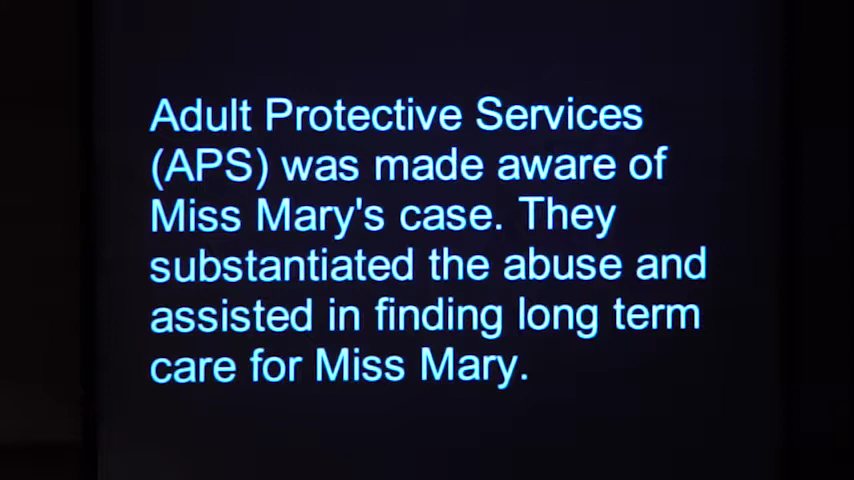 Adult Protective Services
(APS) was made aware of
Miss Mary's case. They
substantiated the abuse and
assisted in finding long term
care for Miss Mary.